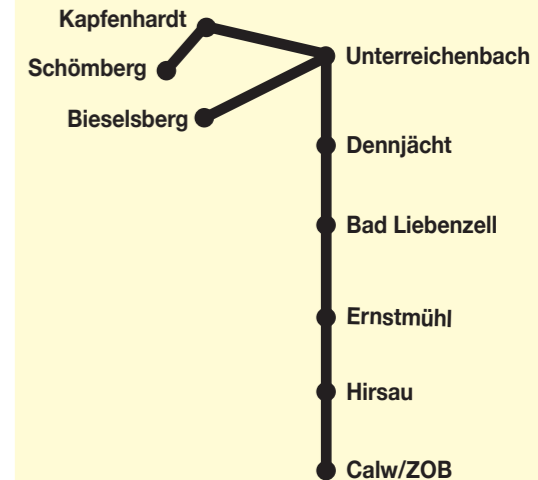 Kapfenhardt
Unterreichenbach
Schömberg
Bieselsberg
Dennjächt
Bad Liebenzell
Ernstmühl
Hirsau
Calw/ZOB